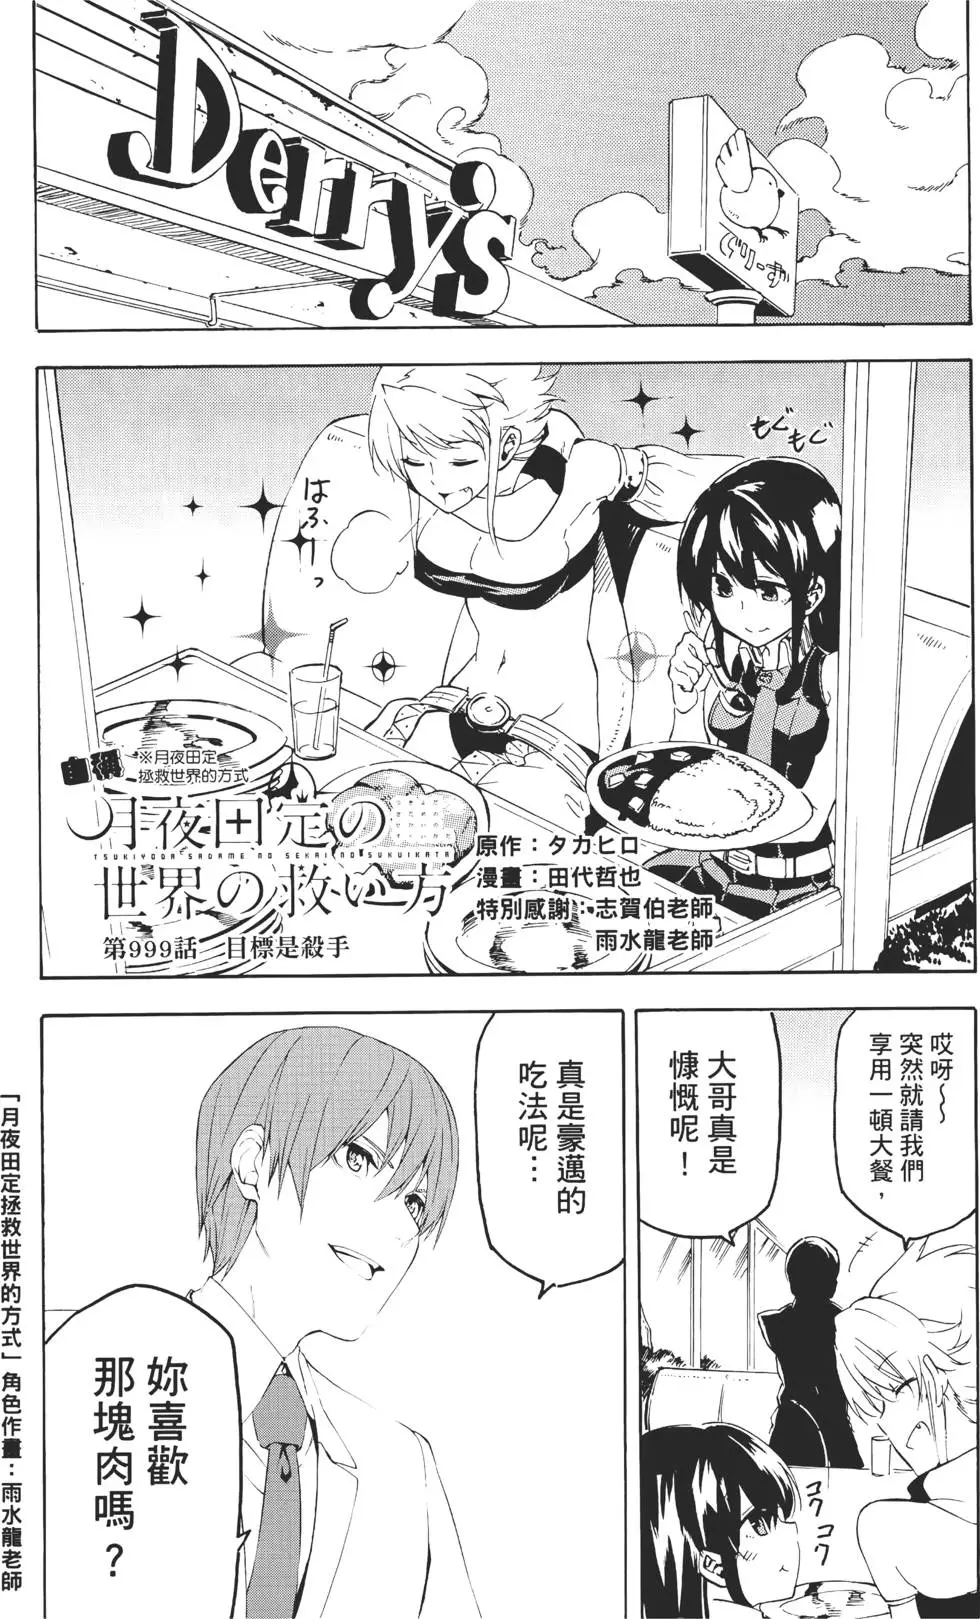 Derry's
でりーず
もぐもぐ
はふーっ
自稱
※月夜田定
拯救世界的方式
月夜田定の
TSUKIYODA SADAME NO SEKAI NO SUKUIKATA
世界の救い方
第999話 目標是殺手
原作：タカヒロ
漫畫：田代哲也
特別感謝：志賀伯老師
雨水龍老師
哎呀～～
突然就請我們
享用一頓大餐，
大哥真是
慷慨呢！
コクコク
真是豪邁的
吃法呢…
妳喜歡
那塊肉嗎？
「月夜田定拯救世界的方式」角色作畫：雨水龍老師